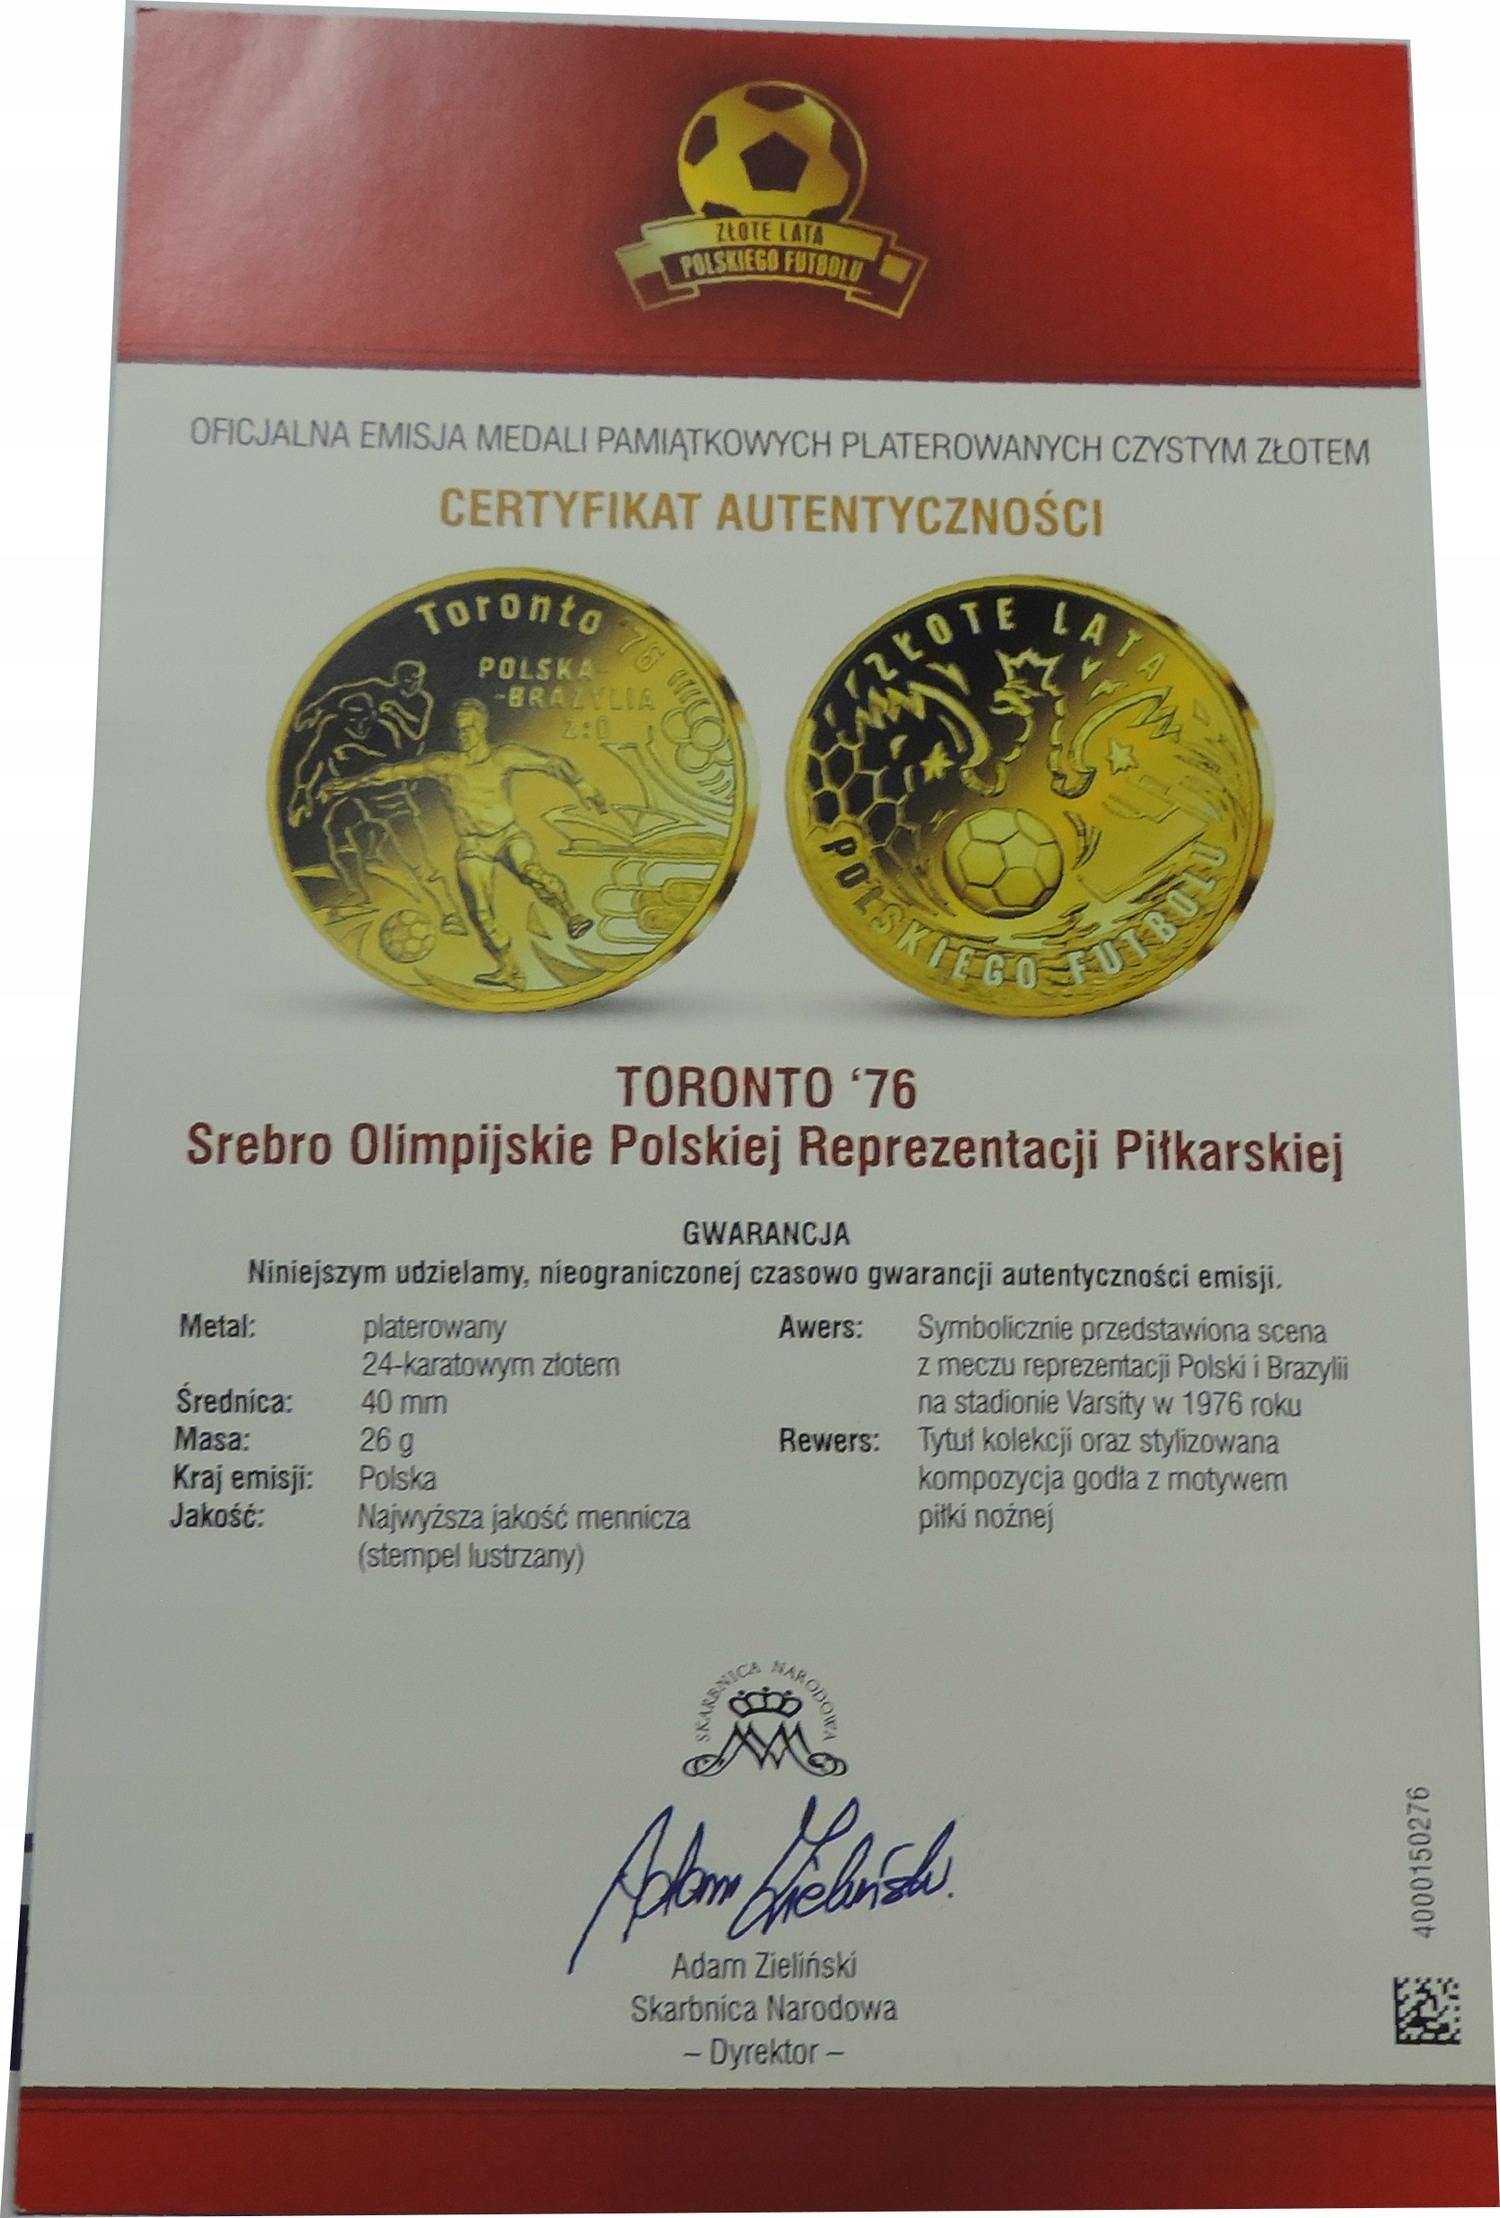 ZŁOTE LATA
POLSKIEGO FUTBOLU
OFICJALNA EMISJA MEDALI PAMIĄTKOWYCH PLATEROWANYCH CZYSTYM ZŁOTEM
CERTYFIKAT AUTENTYCZNOŚCI
Toronto '76
POLSKA-
-BRAZYLIA
2:0
ZŁOTE LATA
POLSKIEGO FUTBOLU
TORONTO ‘76
Srebro Olimpijskie Polskiej Reprezentacji Piłkarskiej
GWARANCJA
Niniejszym udzielamy, nieograniczonej czasowo gwarancji autentyczności emisji.
Metal: platerowany
24-karatowym złotem
Średnica: 40 mm
Masa: 26 g
Kraj emisji: Polska
Jakość: Najwyższa jakość mennicza
(stempel lustrzany)
Awers: Symbolicznie przedstawiona scena
z meczu reprezentacji Polski i Brazylii
na stadionie Varsity w 1976 roku
Rewers: Tytuł kolekcji oraz stylizowana
kompozycja godła z motywem
piłki nożnej
SKARBNICA NARODOWA
Adam Zieliński
Adam Zieliński
Skarbnica Narodowa
– Dyrektor –
4000150276